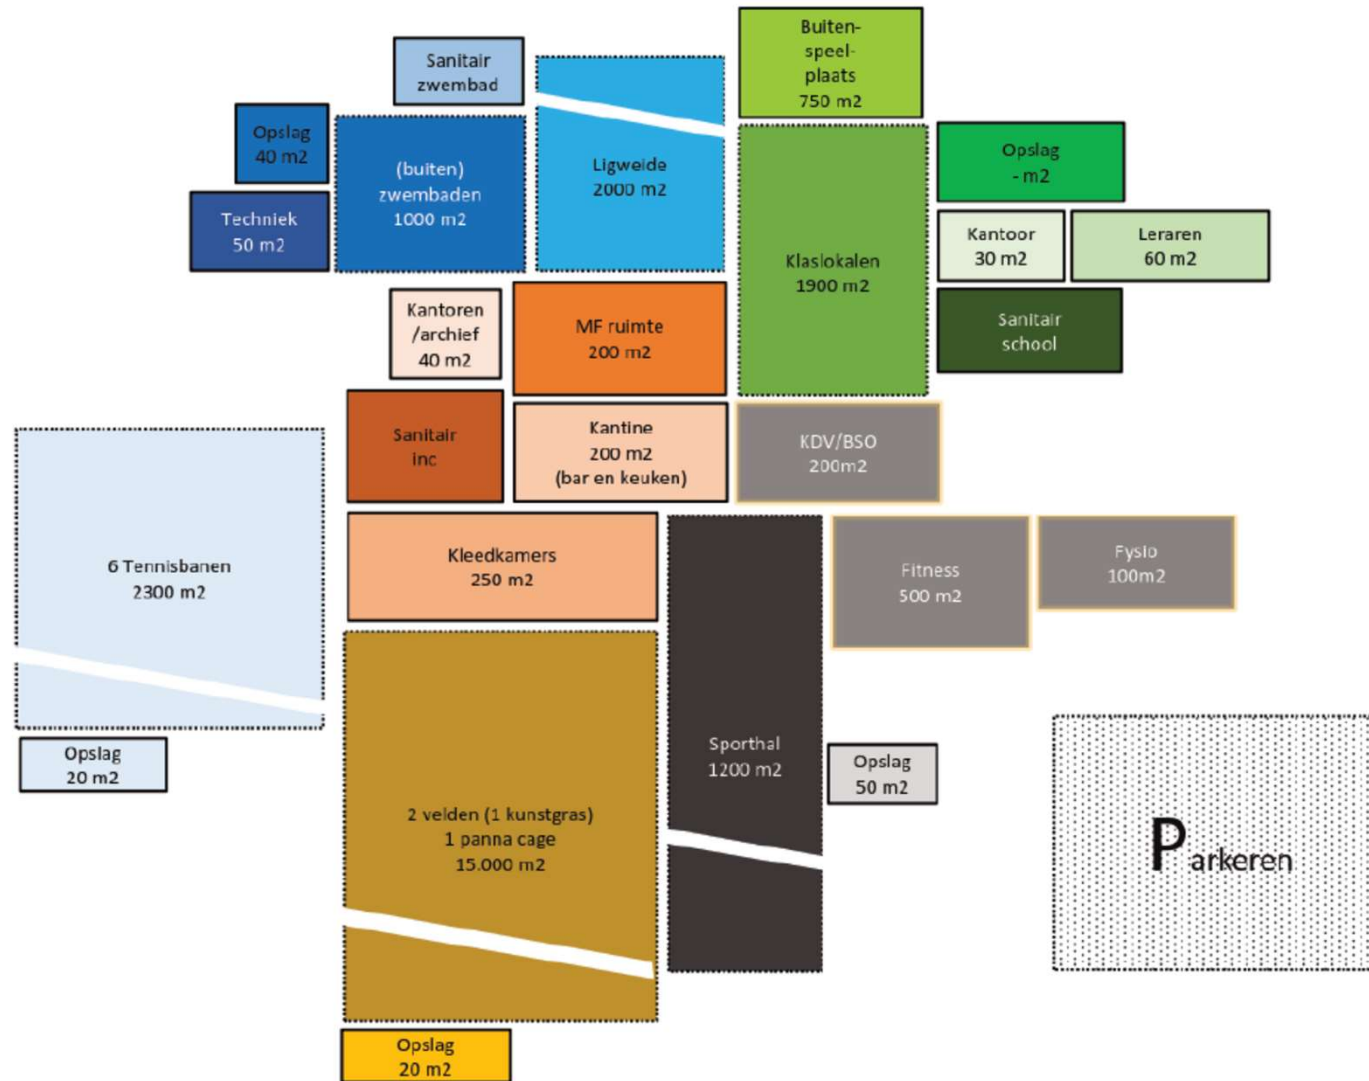 Buiten-
speel-
plaats
750 m2
Sanitair
zwembad
Opslag
40 m2
(buiten)
zwembaden
1000 m2
Ligweide
2000 m2
Opslag
- m2
Techniek
50 m2
Klaslokalen
1900 m2
Kantoor
30 m2
Leraren
60 m2
Kantoren
/archief
40 m2
MF ruimte
200 m2
Sanitair
school
Sanitair
inc
Kantine
200 m2
(bar en keuken)
KDV/BSO
200m2
6 Tennisbanen
2300 m2
Kleedkamers
250 m2
Fitness
500 m2
Fysio
100m2
Opslag
20 m2
Sporthal
1200 m2
Opslag
50 m2
2 velden (1 kunstgras)
1 panna cage
15.000 m2
Parkeren
Opslag
20 m2